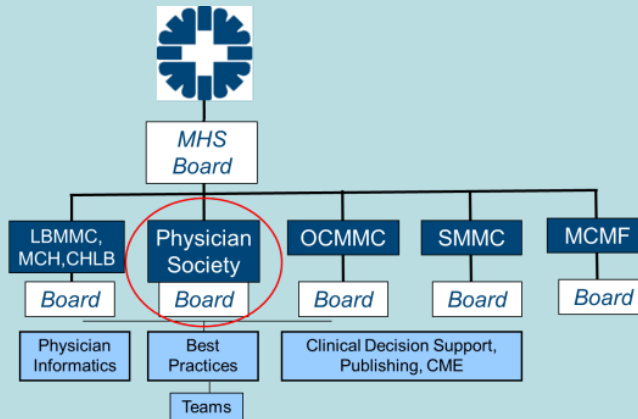 MHS
Board
LBMMC,
MCH,CHLB
Physician
Society
OCMMC
SMMC
MCMF
Board
Board
Board
Board
Board
Physician
Informatics
Best
Practices
Clinical Decision Support,
Publishing, CME
Teams